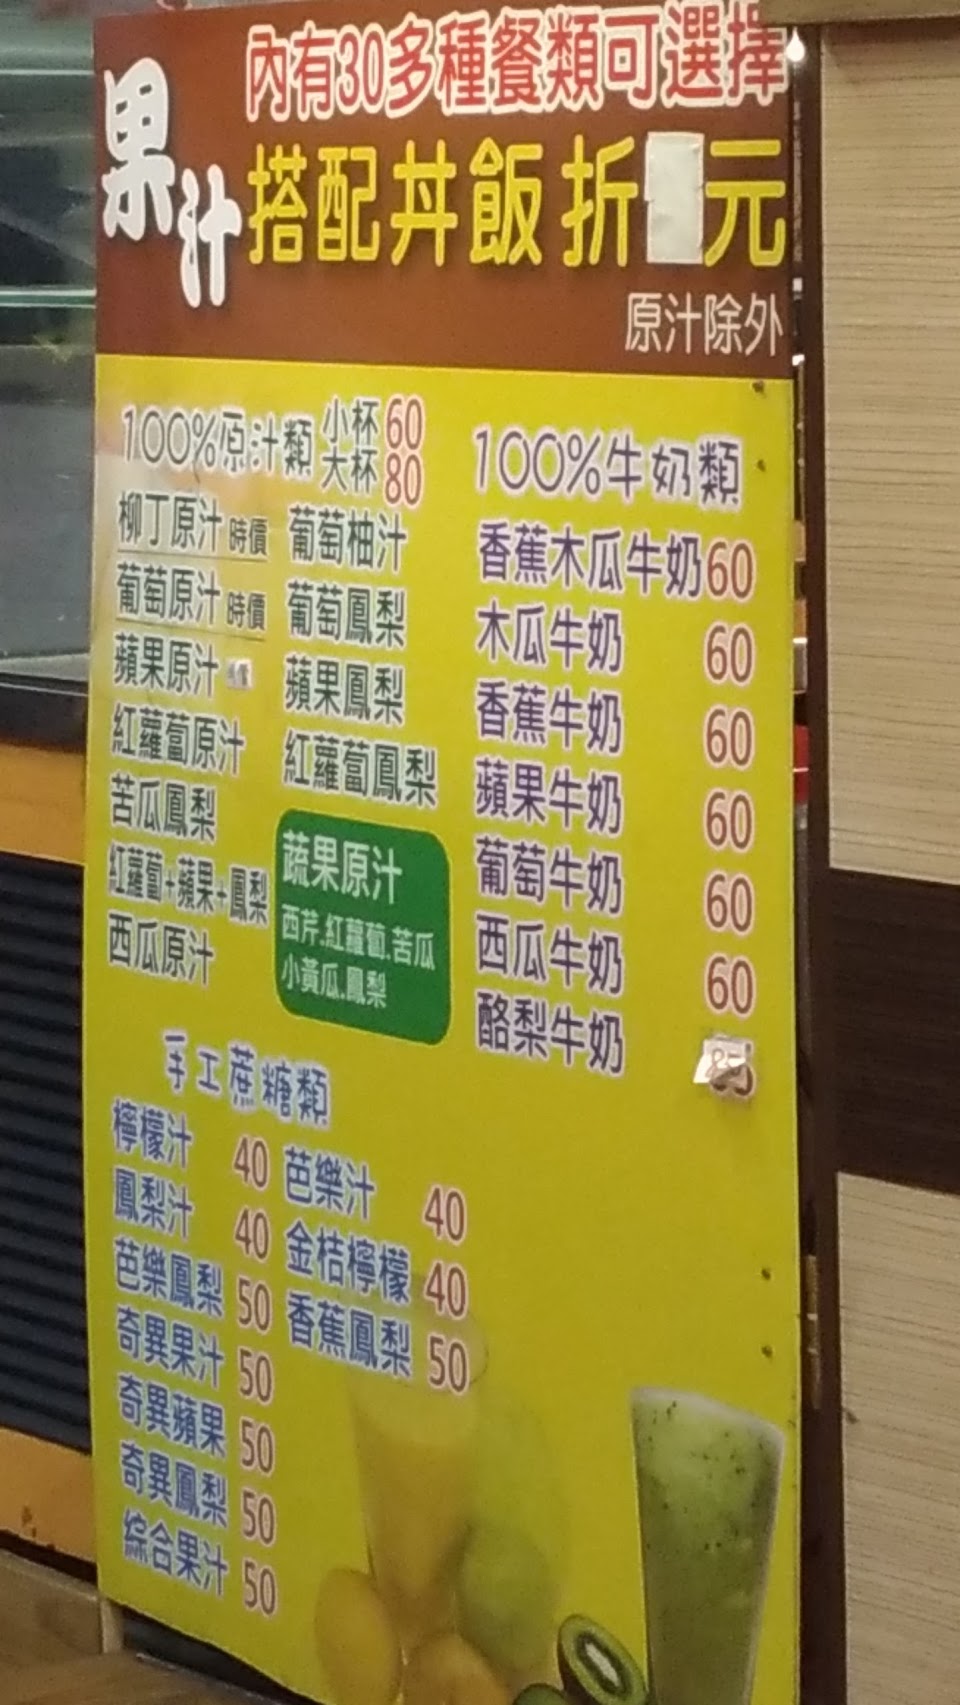 內有30多種餐類可選擇
果汁
搭配丼飯折 元
原汁除外
100%原汁類 小杯60 大杯80
柳丁原汁 時價
葡萄原汁 時價
蘋果原汁
紅蘿蔔原汁
苦瓜鳳梨
紅蘿蔔+蘋果+鳳梨
西瓜原汁
葡萄柚汁
葡萄鳳梨
蘋果鳳梨
紅蘿蔔鳳梨
蔬果原汁
西芹.紅蘿蔔.苦瓜
小黃瓜.鳳梨
100%牛奶類
香蕉木瓜牛奶60
木瓜牛奶 60
香蕉牛奶 60
蘋果牛奶 60
葡萄牛奶 60
西瓜牛奶 60
酪梨牛奶 85
手工蔗糖類
檸檬汁 40
鳳梨汁 40
芭樂鳳梨 50
奇異果汁 50
奇異蘋果 50
奇異鳳梨 50
綜合果汁 50
芭樂汁 40
金桔檸檬 40
香蕉鳳梨 50